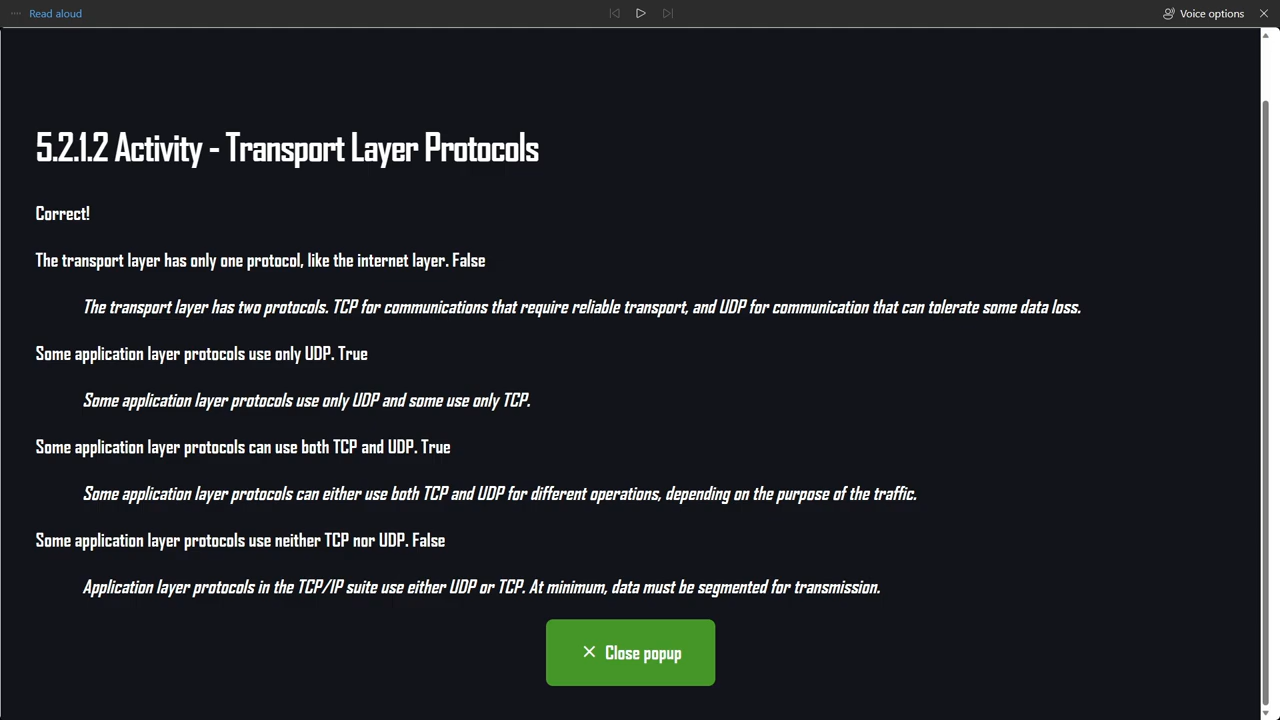 Read aloud
Voice options
5.2.1.2 Activity - Transport Layer Protocols
Correct!
The transport layer has only one protocol, like the internet layer. False
The transport layer has two protocols. TCP for communications that require reliable transport, and UDP for communication that can tolerate some data loss.
Some application layer protocols use only UDP. True
Some application layer protocols use only UDP and some use only TCP.
Some application layer protocols can use both TCP and UDP. True
Some application layer protocols can either use both TCP and UDP for different operations, depending on the purpose of the traffic.
Some application layer protocols use neither TCP nor UDP. False
Application layer protocols in the TCP/IP suite use either UDP or TCP. At minimum, data must be segmented for transmission.
Close popup